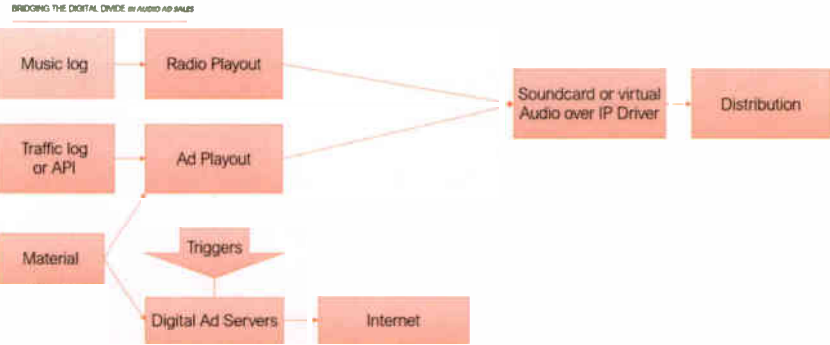 BRIDGING THE DIGITAL DIVIDE IN AUDIO AD SALES
Music log
Radio Playout
Soundcard or virtual
Audio over IP Driver
Distribution
Traffic log
or API
Ad Playout
Material
Triggers
Digital Ad Servers
Internet